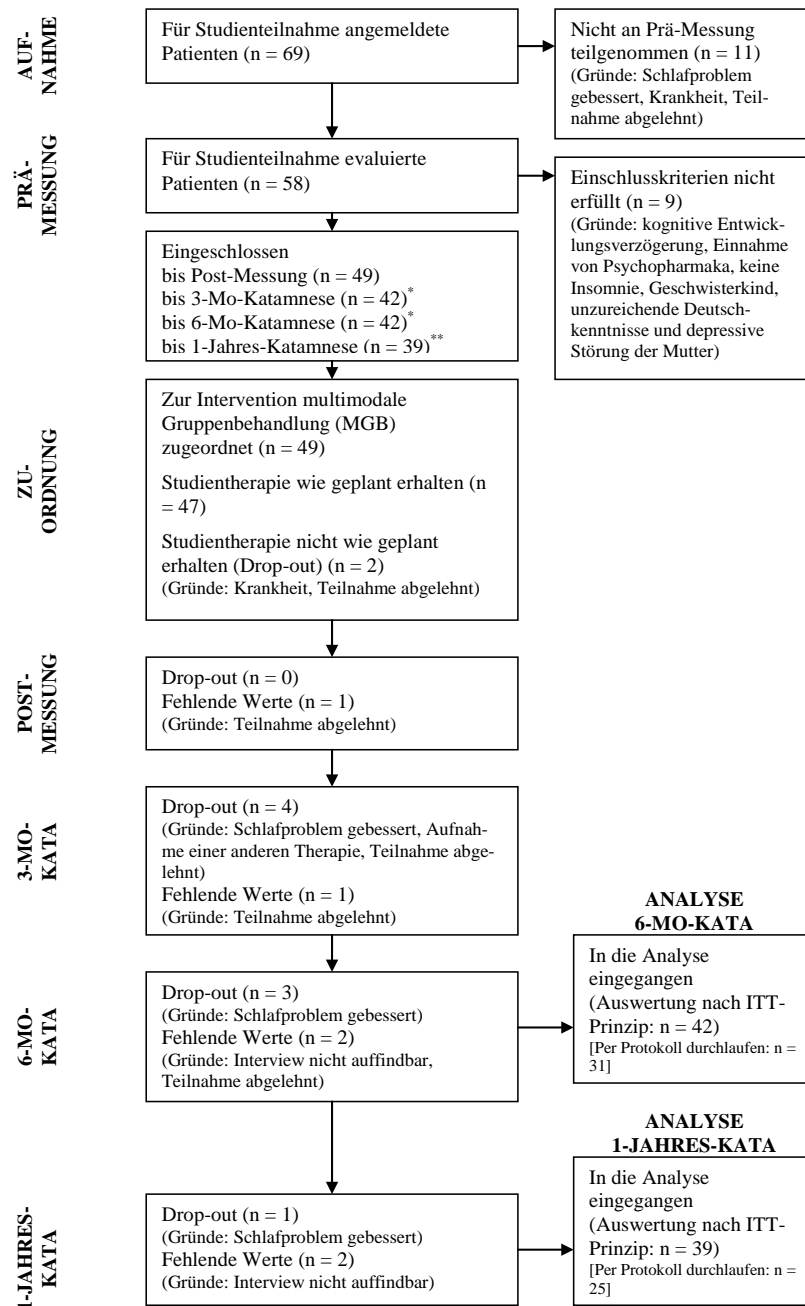 AUF-
NAHME
Für Studienteilnahme angemeldete
Patienten (n = 69)
Nicht an Prä-Messung
teilgenommen (n = 11)
(Gründe: Schlafproblem
gebessert, Krankheit, Teil-
nahme abgelehnt)
PRÄ-
MESSUNG
Für Studienteilnahme evaluierte
Patienten (n = 58)
Einschlusskriterien nicht
erfüllt (n = 9)
(Gründe: kognitive Entwick-
lungsverzögerung, Einnahme
von Psychopharmaka, keine
Insomnie, Geschwisterkind,
unzureichende Deutsch-
kenntnisse und depressive
Störung der Mutter)
Eingeschlossen
bis Post-Messung (n = 49)
bis 3-Mo-Katamnese (n = 42)*
bis 6-Mo-Katamnese (n = 42)*
bis 1-Jahres-Katamnese (n = 39)**
ZU-
ORDNUNG
Zur Intervention multimodale
Gruppenbehandlung (MGB)
zugeordnet (n = 49)
Studientherapie wie geplant erhalten (n
= 47)
Studientherapie nicht wie geplant
erhalten (Drop-out) (n = 2)
(Gründe: Krankheit, Teilnahme abgelehnt)
POST-
MESSUNG
Drop-out (n = 0)
Fehlende Werte (n = 1)
(Gründe: Teilnahme abgelehnt)
3-MO-
KATA
Drop-out (n = 4)
(Gründe: Schlafproblem gebessert, Aufnah-
me einer anderen Therapie, Teilnahme abge-
lehnt)
Fehlende Werte (n = 1)
(Gründe: Teilnahme abgelehnt)
6-MO-
KATA
Drop-out (n = 3)
(Gründe: Schlafproblem gebessert)
Fehlende Werte (n = 2)
(Gründe: Interview nicht auffindbar,
Teilnahme abgelehnt)
ANALYSE
6-MO-KATA
In die Analyse
eingegangen
(Auswertung nach ITT-
Prinzip: n = 42)
[Per Protokoll durchlaufen: n =
31]
1-JAHRES-
KATA
Drop-out (n = 1)
(Gründe: Schlafproblem gebessert)
Fehlende Werte (n = 2)
(Gründe: Interview nicht auffindbar)
ANALYSE
1-JAHRES-KATA
In die Analyse
eingegangen
(Auswertung nach ITT-
Prinzip: n = 39)
[Per Protokoll durchlaufen: n =
25]